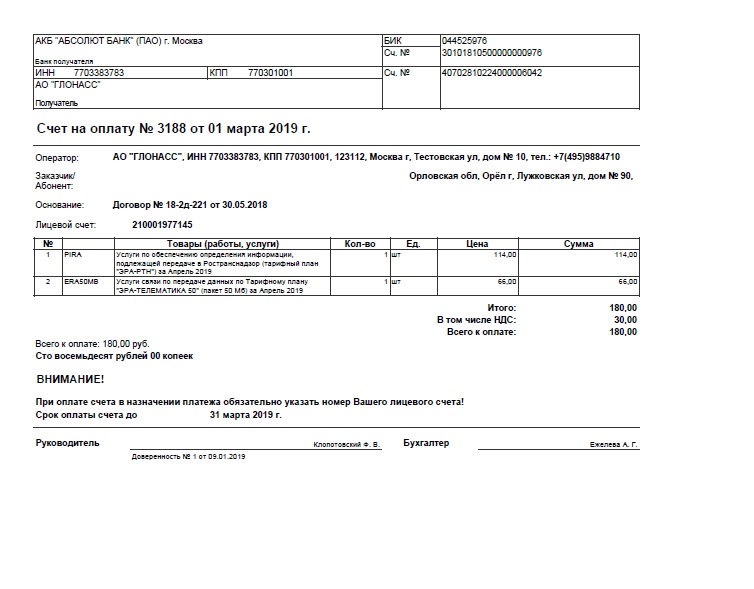 АКБ "АБСОЛЮТ БАНК" (ПАО) г. Москва БИК 044525976
Сч. № 30101810500000000976
Банк получателя
ИНН 7703383783 КПП 770301001 Сч. № 40702810224000006042
АО "ГЛОНАСС"
Получатель
Счет на оплату № 3188 от 01 марта 2019 г.
Оператор: АО "ГЛОНАСС", ИНН 7703383783, КПП 770301001, 123112, Москва г, Тестовская ул, дом № 10, тел.: +7(495)9884710
Заказчик/ Орловская обл, Орёл г, Лужковская ул, дом № 90,
Абонент:
Основание: Договор № 18-2д-221 от 30.05.2018
Лицевой счет: 210001977145
№ Товары (работы, услуги) Кол-во Ед. Цена Сумма
1 PIRA Услуги по обеспечению определения информации, 1 шт 114,00 114,00
подлежащей передаче в Ространснадзор (тарифный план
"ЭРА-РТН") за Апрель 2019
2 ERA50MB Услуги связи по передаче данных по Тарифному плану 1 шт 66,00 66,00
"ЭРА-ТЕЛЕМАТИКА 50" (пакет 50 Мб) за Апрель 2019
Итого: 180,00
В том числе НДС: 30,00
Всего к оплате: 180,00
Всего к оплате: 180,00 руб.
Сто восемьдесят рублей 00 копеек
ВНИМАНИЕ!
При оплате счета в назначении платежа обязательно указать номер Вашего лицевого счета!
Срок оплаты счета до 31 марта 2019 г.
Руководитель Клопотовский Ф. В. Бухгалтер Ежелева А. Г.
Доверенность № 1 от 09.01.2019